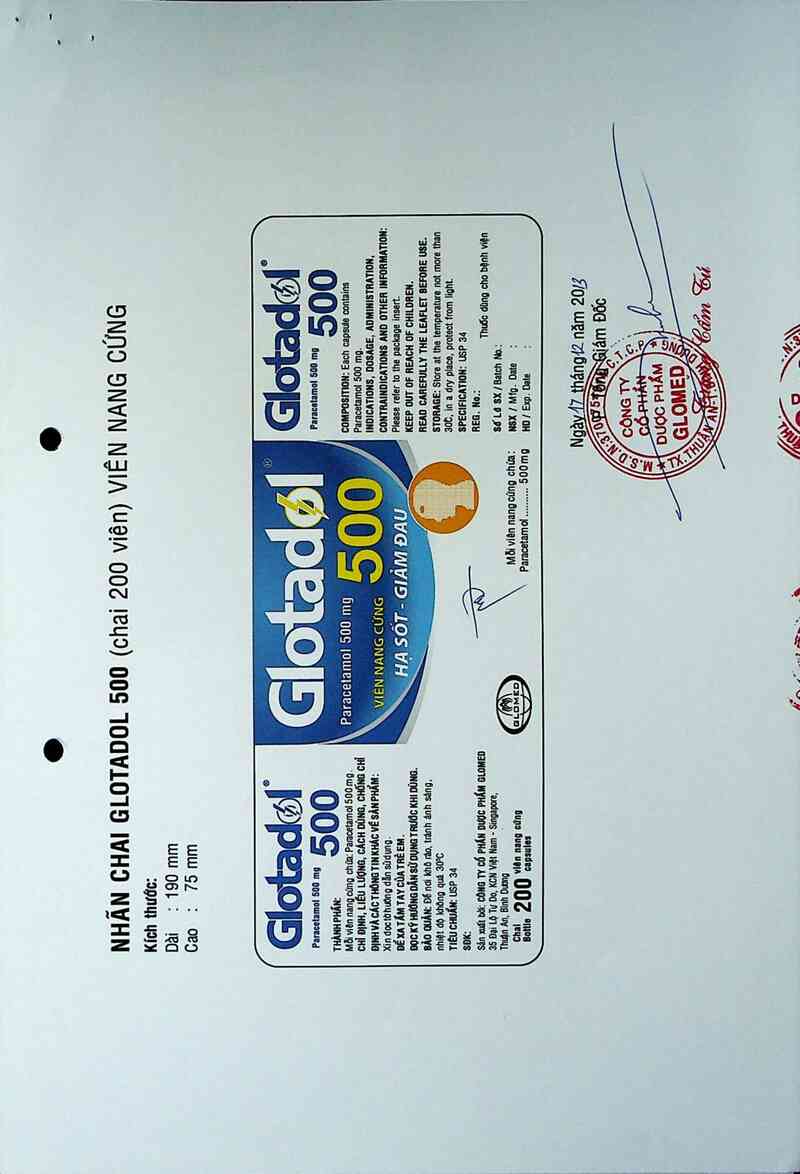 NHÃN CHAI GLOTADOL 500 (chai 200 viên) VIÊN NANG CỨNG
Kích thước:
Dài : 190 mm
Cao : 75 mm
Glotadol®
500
Paracetamol 500 mg
THÀNH PHẦN:
Mỗi viên nang cứng chứa: Paracetamol 500 mg.
CHỈ ĐỊNH, LIỀU LƯỢNG, CÁCH DÙNG, CHỐNG CHỈ
ĐỊNH VÀ CÁC THÔNG TIN KHÁC VỀ SẢN PHẨM:
Xin đọc tờ hướng dẫn sử dụng.
ĐỂ XA TẦM TAY CỦA TRẺ EM.
ĐỌC KỸ HƯỚNG DẪN SỬ DỤNG TRƯỚC KHI DÙNG.
BẢO QUẢN: Để nơi khô ráo, tránh ánh sáng,
nhiệt độ không quá 30ºC
TIÊU CHUẨN: USP 34
SĐK:
Sản xuất bởi: CÔNG TY CỔ PHẦN DƯỢC PHẨM GLOMED
35 Đại Lộ Tự Do, KCN Việt Nam - Singapore,
Thuận An, Bình Dương
Chai 200 viên nang cứng
Bottle capsules
Glotadol®
Paracetamol 500 mg
500
VIÊN NANG CỨNG
HẠ SỐT - GIẢM ĐAU
GLOMED
Mỗi viên nang cứng chứa:
Paracetamol .......... 500mg
Glotadol®
500
Paracetamol 500 mg
COMPOSITION: Each capsule contains
Paracetamol 500 mg.
INDICATIONS, DOSAGE, ADMINISTRATION,
CONTRAINDICATIONS AND OTHER INFORMATION:
Please refer to the package insert.
KEEP OUT OF REACH OF CHILDREN.
READ CAREFULLY THE LEAFLET BEFORE USE.
STORAGE: Store at the temperature not more than
30C, in a dry place, protect from light.
SPECIFICATION: USP 34
REG. No.: Thuốc dùng cho bệnh viện
Số Lô SX / Batch No.:
NSX / Mfg. Date :
HD / Exp. Date :
Ngày 17 tháng 12 năm 2013
Tổng Giám Đốc
CÔNG TY
CỔ PHẦN
DƯỢC PHẨM
GLOMED